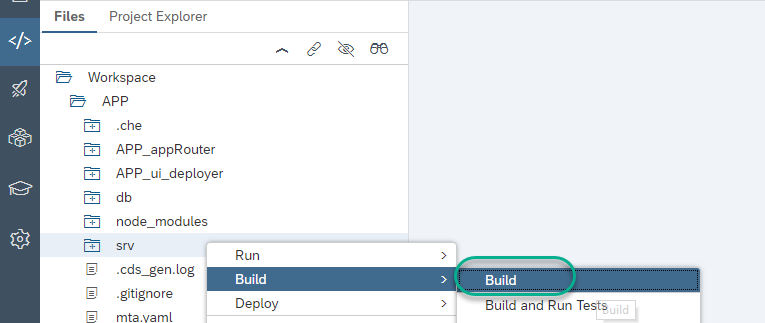 Files Project Explorer
Workspace
APP
.che
APP_appRouter
APP_ui_deployer
db
node_modules
srv
Run
.cds_gen.log
Build
Build
.gitignore
Deploy
Build and Run Tests
Build
mta.yaml